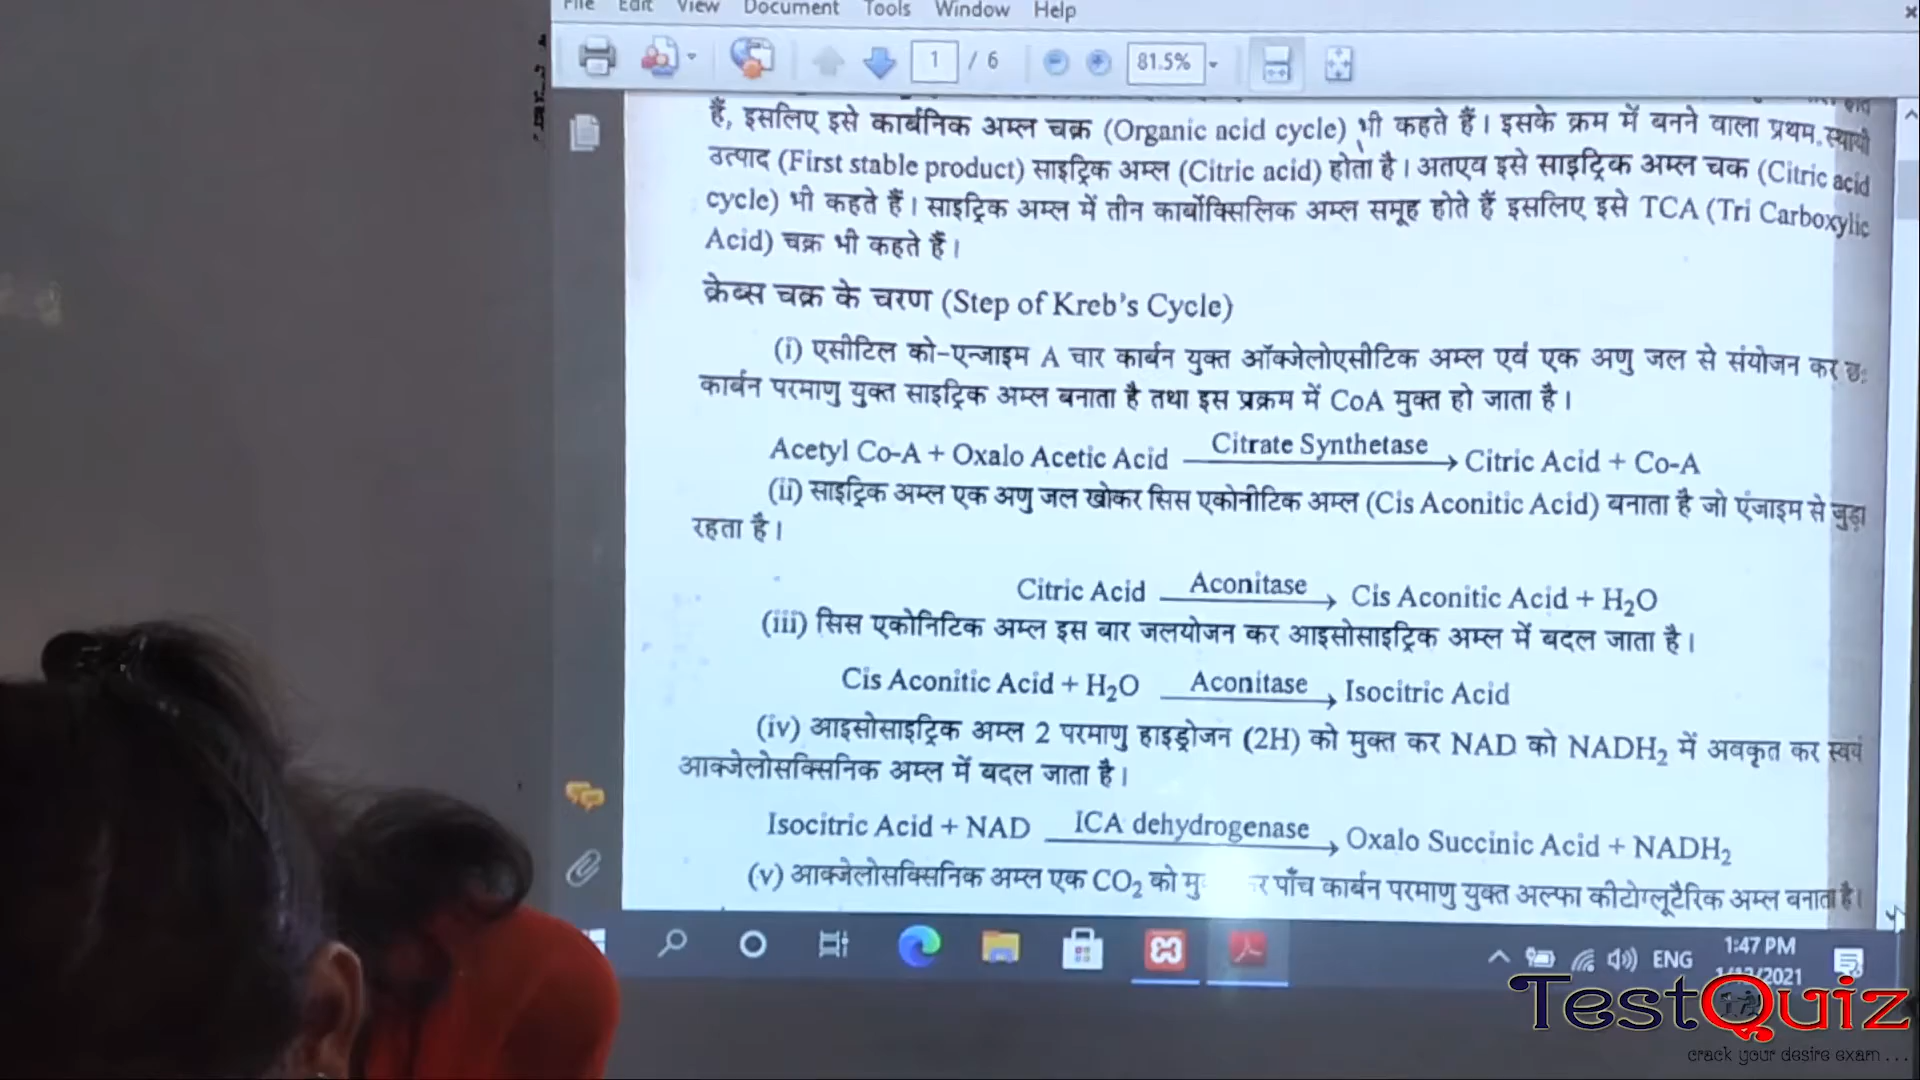 File Edit View Document Tools Window Help
1 / 6 81.5%
हैं, इसलिए इसे कार्बनिक अम्ल चक्र (Organic acid cycle) भी कहते हैं। इसके क्रम में बनने वाला प्रथम स्थायी
उत्पाद (First stable product) साइट्रिक अम्ल (Citric acid) होता है। अतएव इसे साइट्रिक अम्ल चक (Citric acid
cycle) भी कहते हैं। साइट्रिक अम्ल में तीन कार्बोक्सिलिक अम्ल समूह होते हैं इसलिए इसे TCA (Tri Carboxylic
Acid) चक्र भी कहते हैं।
क्रेब्स चक्र के चरण (Step of Kreb's Cycle)
(i) एसीटिल को-एन्जाइम A चार कार्बन युक्त ऑक्जेलोएसीटिक अम्ल एवं एक अणु जल से संयोजन कर छः
कार्बन परमाणु युक्त साइट्रिक अम्ल बनाता है तथा इस प्रक्रम में CoA मुक्त हो जाता है।
Acetyl Co-A + Oxalo Acetic Acid Citrate Synthetase → Citric Acid + Co-A
(ii) साइट्रिक अम्ल एक अणु जल खोकर सिस एकोनीटिक अम्ल (Cis Aconitic Acid) बनाता है जो एंजाइम से जुड़ा
रहता है।
Citric Acid Aconitase → Cis Aconitic Acid + H₂O
(iii) सिस एकोनिटिक अम्ल इस बार जलयोजन कर आइसोसाइट्रिक अम्ल में बदल जाता है।
Cis Aconitic Acid + H₂O Aconitase → Isocitric Acid
(iv) आइसोसाइट्रिक अम्ल 2 परमाणु हाइड्रोजन (2H) को मुक्त कर NAD को NADH₂ में अवकृत कर स्वयं
आक्जेलोसक्सिनिक अम्ल में बदल जाता है।
Isocitric Acid + NAD ICA dehydrogenase → Oxalo Succinic Acid + NADH₂
(v) आक्जेलोसक्सिनिक अम्ल एक CO₂ को पाँच कार्बन परमाणु युक्त अल्फा कीटोग्लूटैरिक अम्ल बनाता है।
ENG 1:47 PM
TestQuiz
crack your desire exam ...